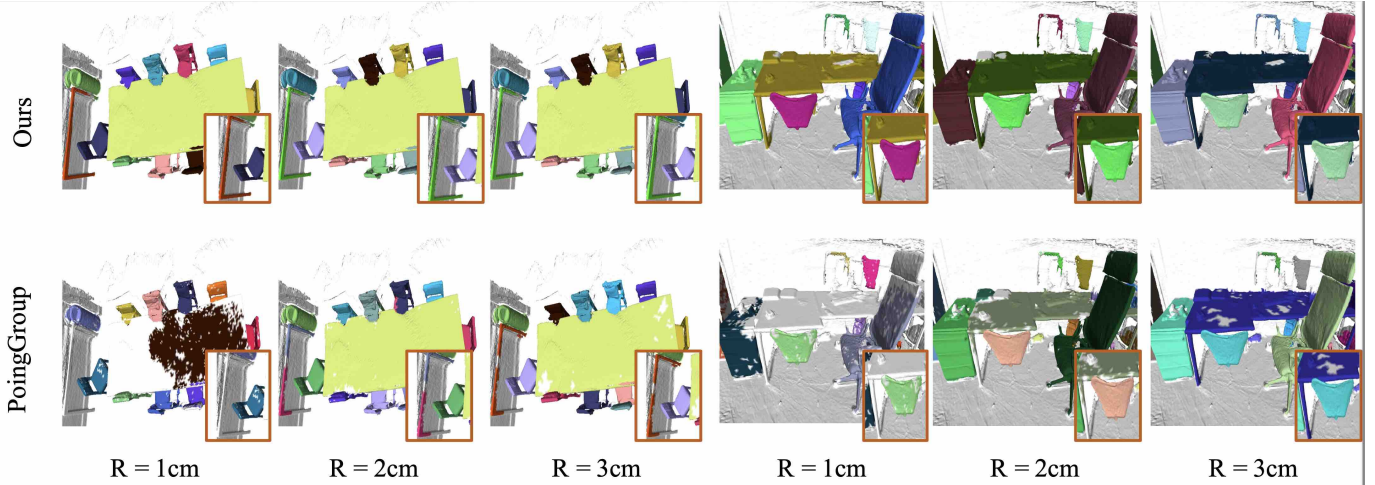 Ours
PoingGroup
R = 1cm
R = 2cm
R = 3cm
R = 1cm
R = 2cm
R = 3cm